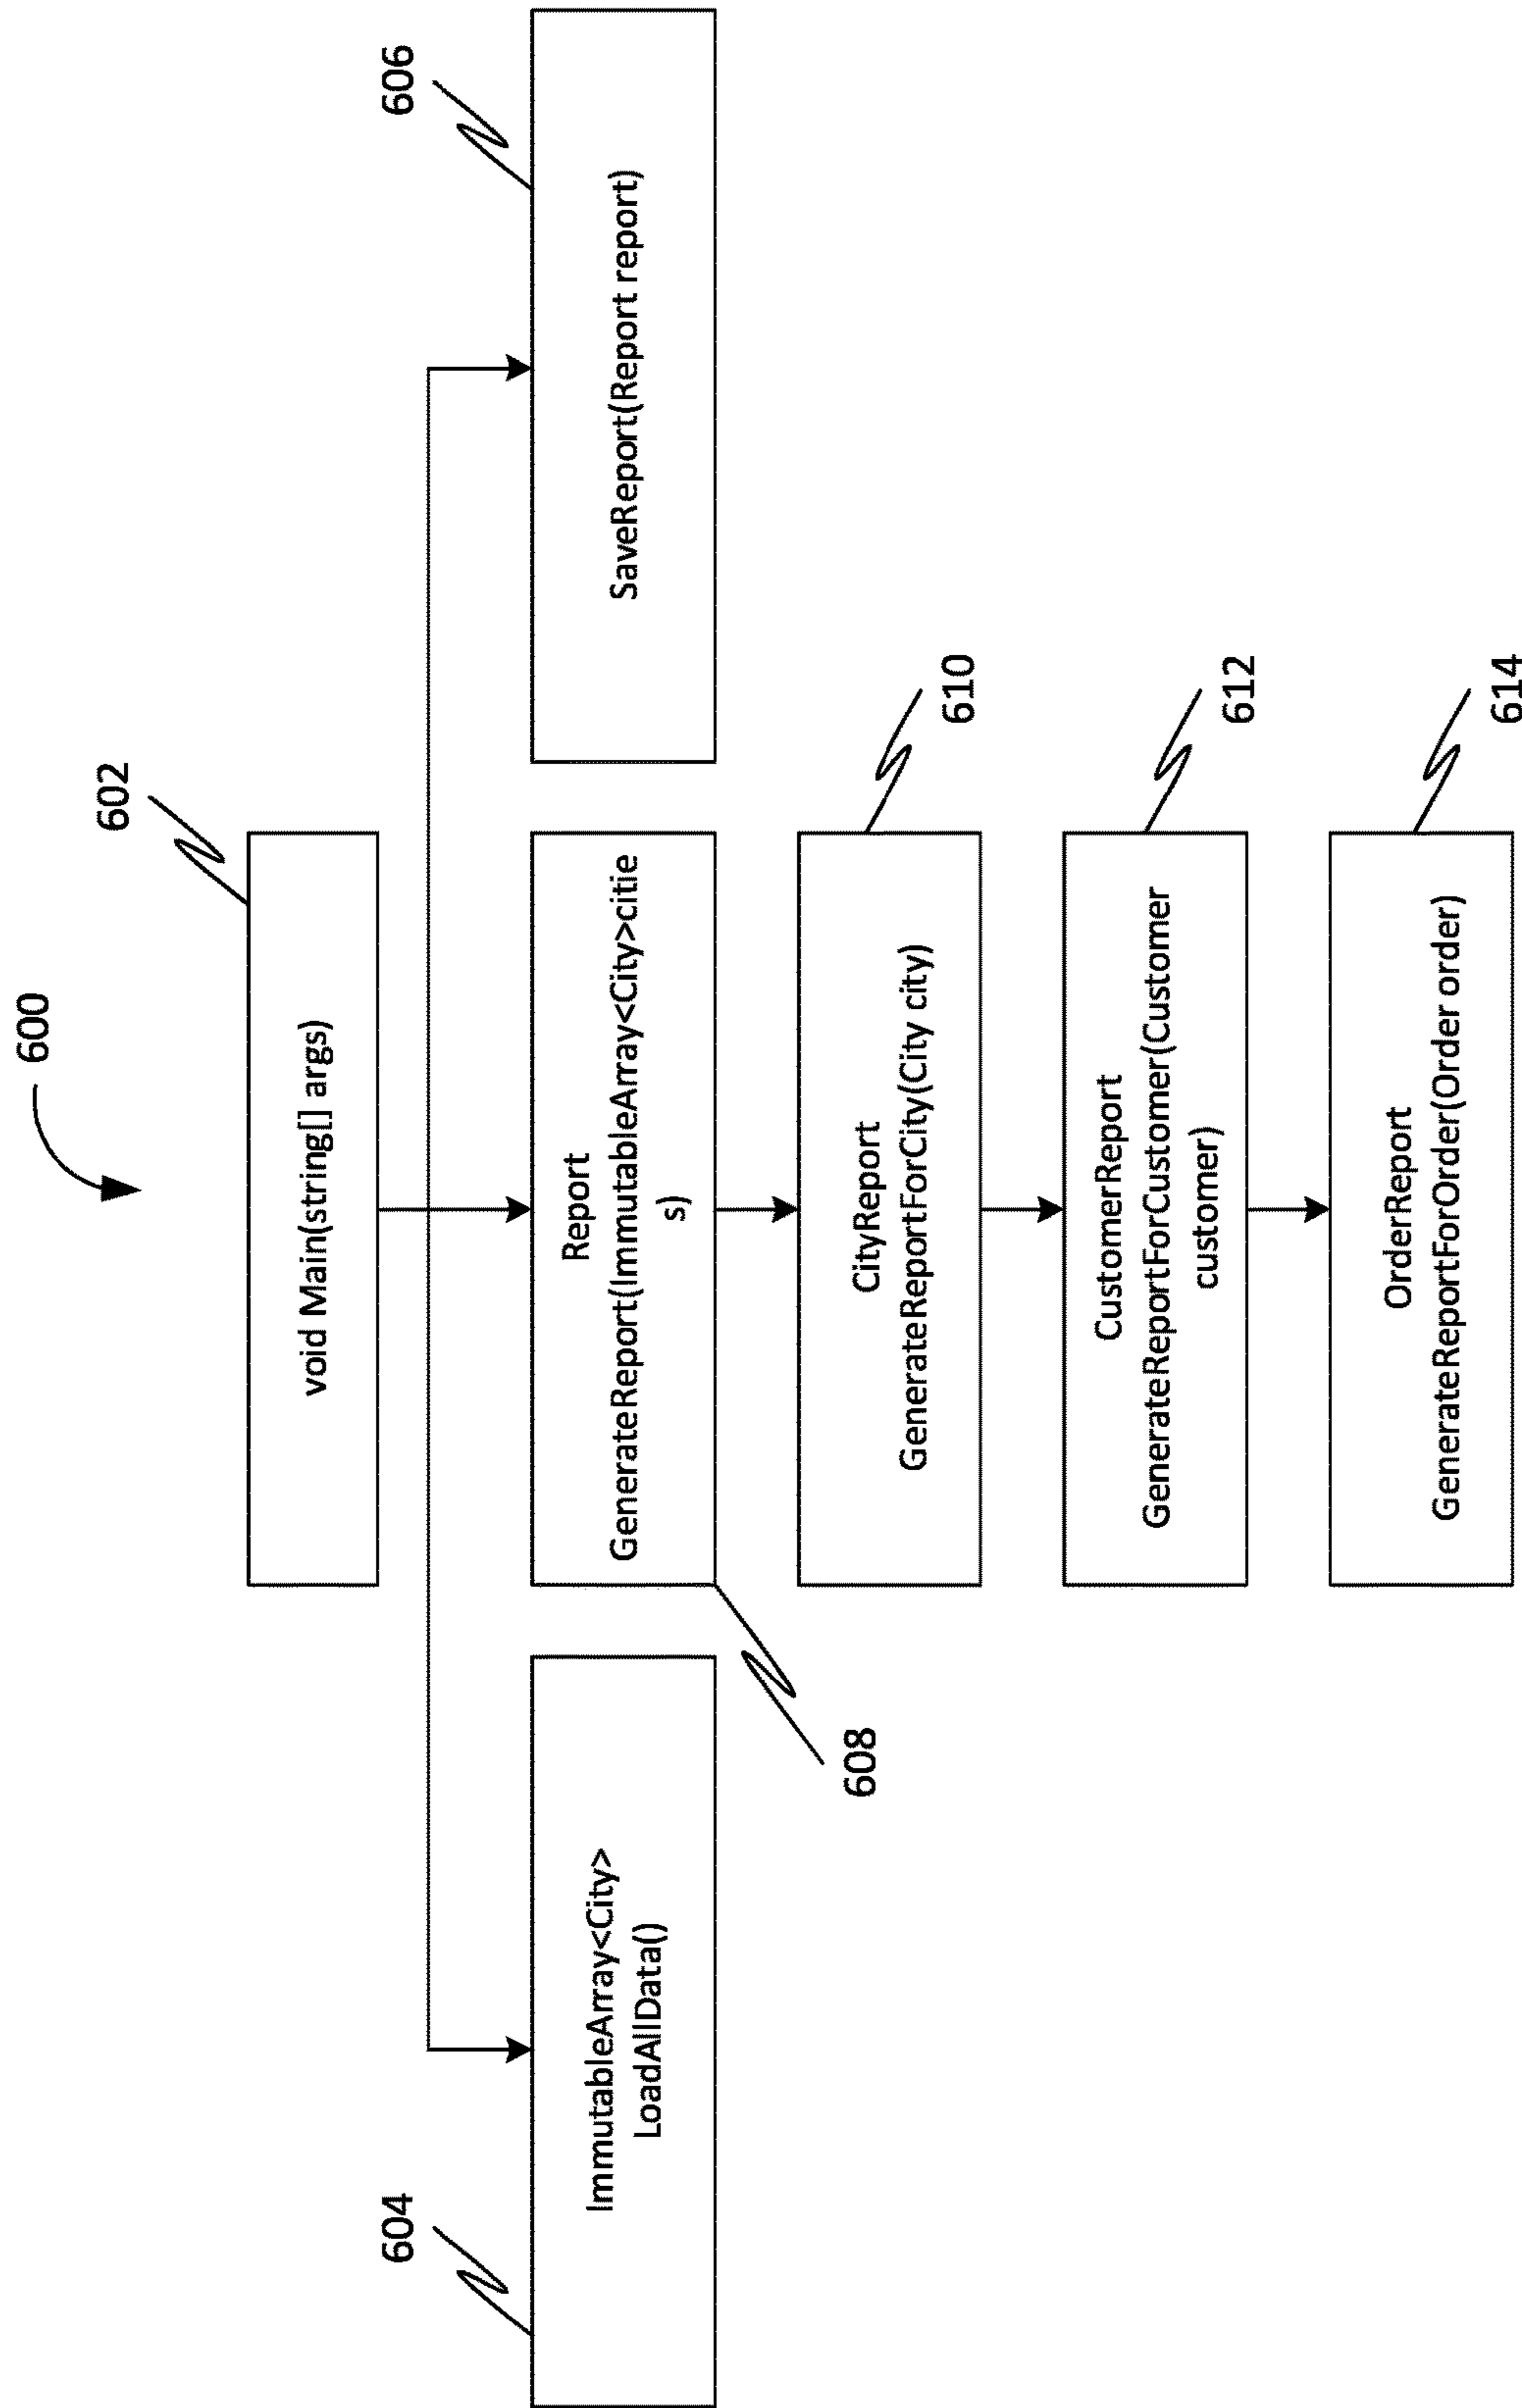 600
602
void Main(string[] args)
604
606
ImmutableArray<City>
LoadAllData()
Report
GenerateReport(ImmutableArray<City>citie
s)
SaveReport(Report report)
608
610
CityReport
GenerateReportForCity(City city)
612
CustomerReport
GenerateReportForCustomer(Customer
customer)
614
OrderReport
GenerateReportForOrder(Order order)